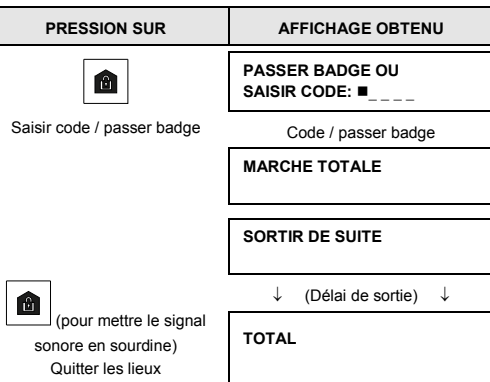 PRESSION SUR
AFFICHAGE OBTENU
PASSER BADGE OU
SAISIR CODE: ■_ _ _ _
Saisir code / passer badge
Code / passer badge
MARCHE TOTALE
SORTIR DE SUITE
↓ (Délai de sortie) ↓
(pour mettre le signal
sonore en sourdine)
Quitter les lieux
TOTAL